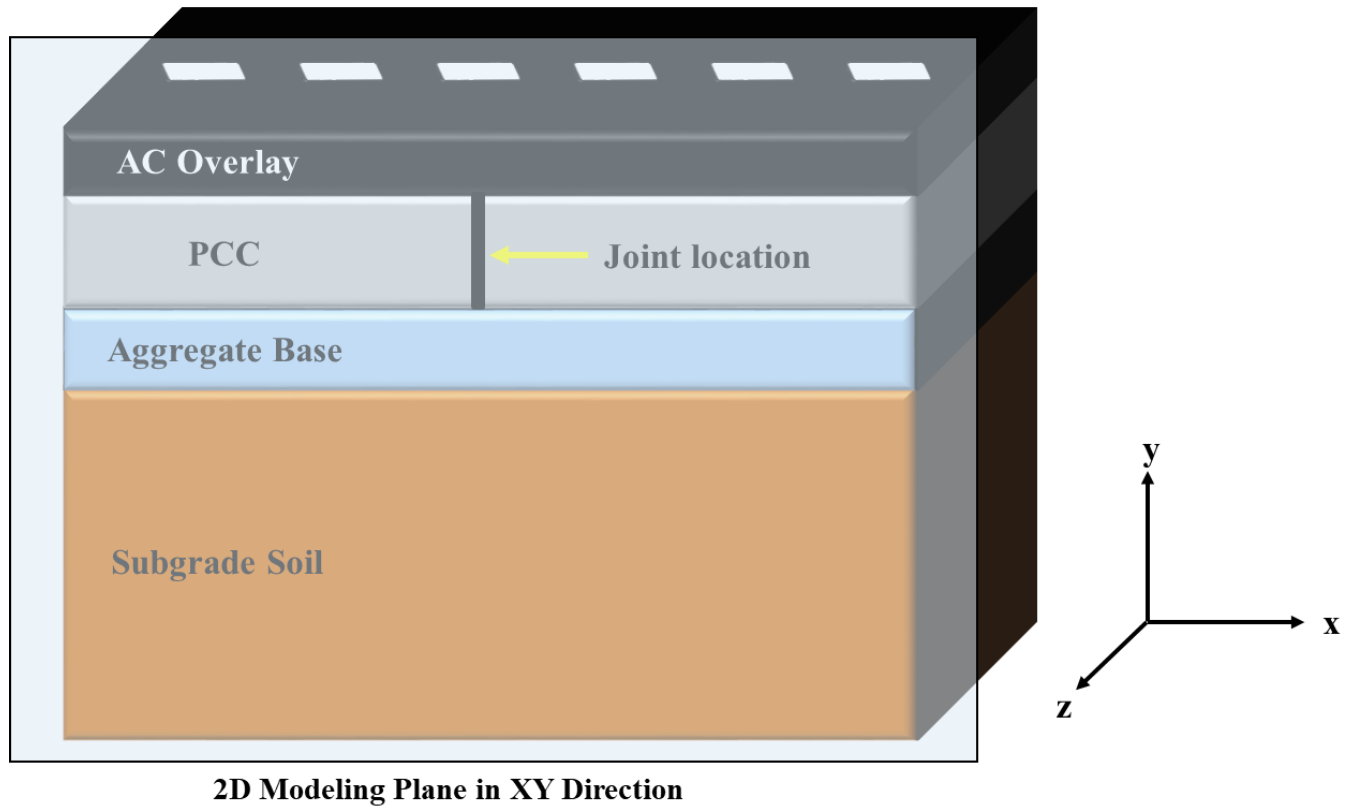 AC Overlay
PCC
Joint location
Aggregate Base
Subgrade Soil
y
x
z
2D Modeling Plane in XY Direction